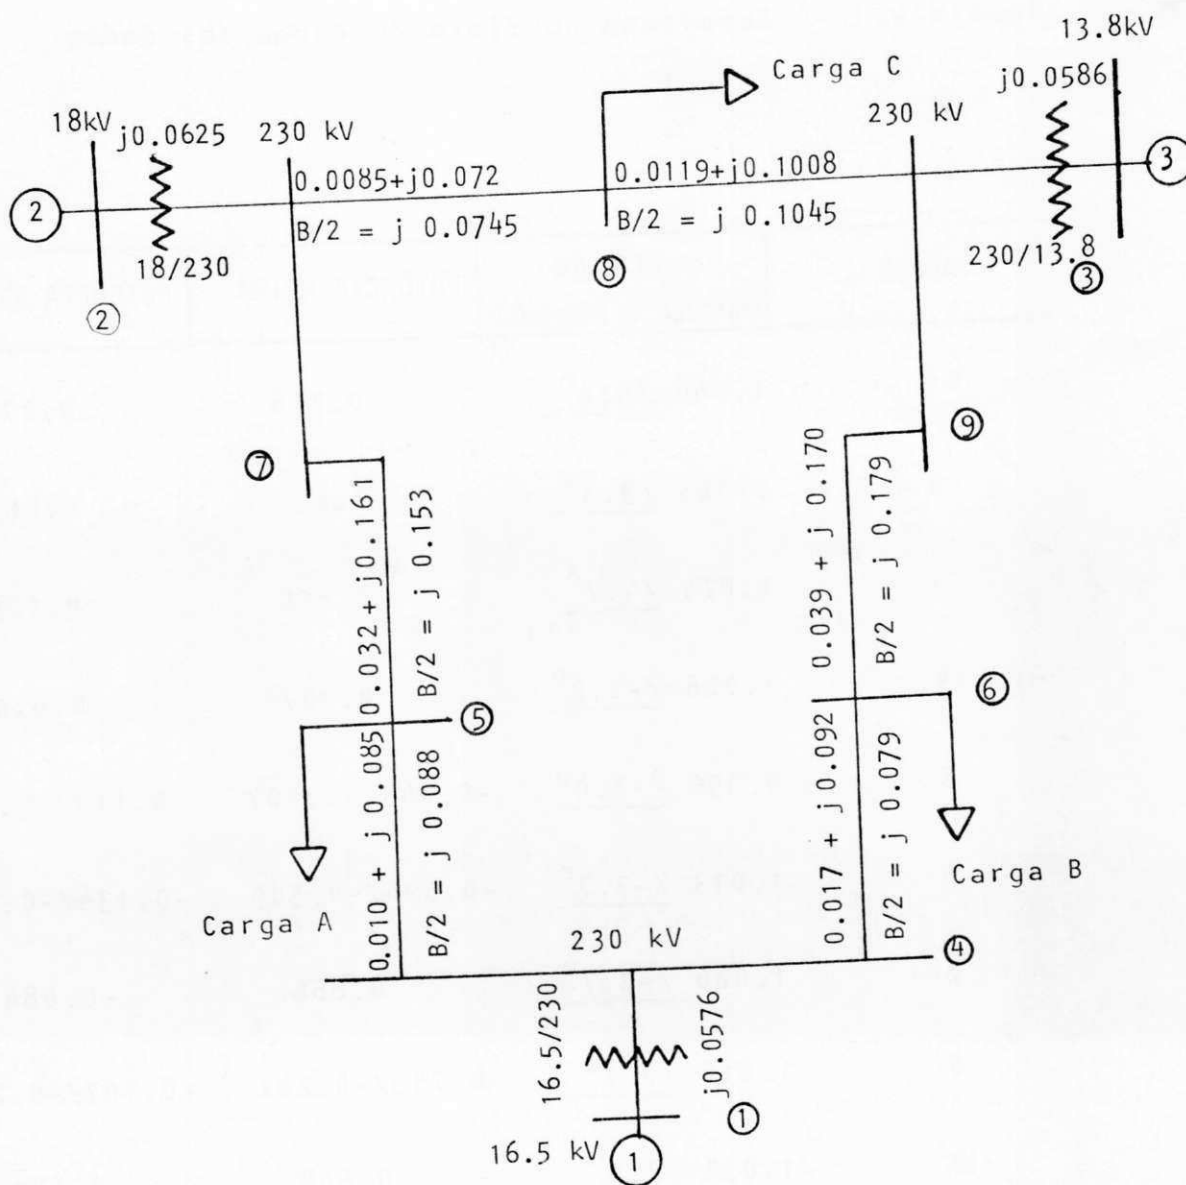 13.8kV
Carga C
j0.0586
18kV
j0.0625
230 kV
230 kV
0.0085+j0.072
0.0119+j0.1008
2
3
B/2 = j 0.0745
B/2 = j 0.1045
18/230
8
230/13.8
3
2
7
9
0.032 + j0.161
B/2 = j 0.153
0.039 + j 0.170
B/2 = j 0.179
5
6
0.010 + j 0.085
B/2 = j 0.088
0.017 + j0.092
B/2 = j 0.079
Carga A
Carga B
230 kV
4
16.5/230
j0.0576
1
16.5 kV
1